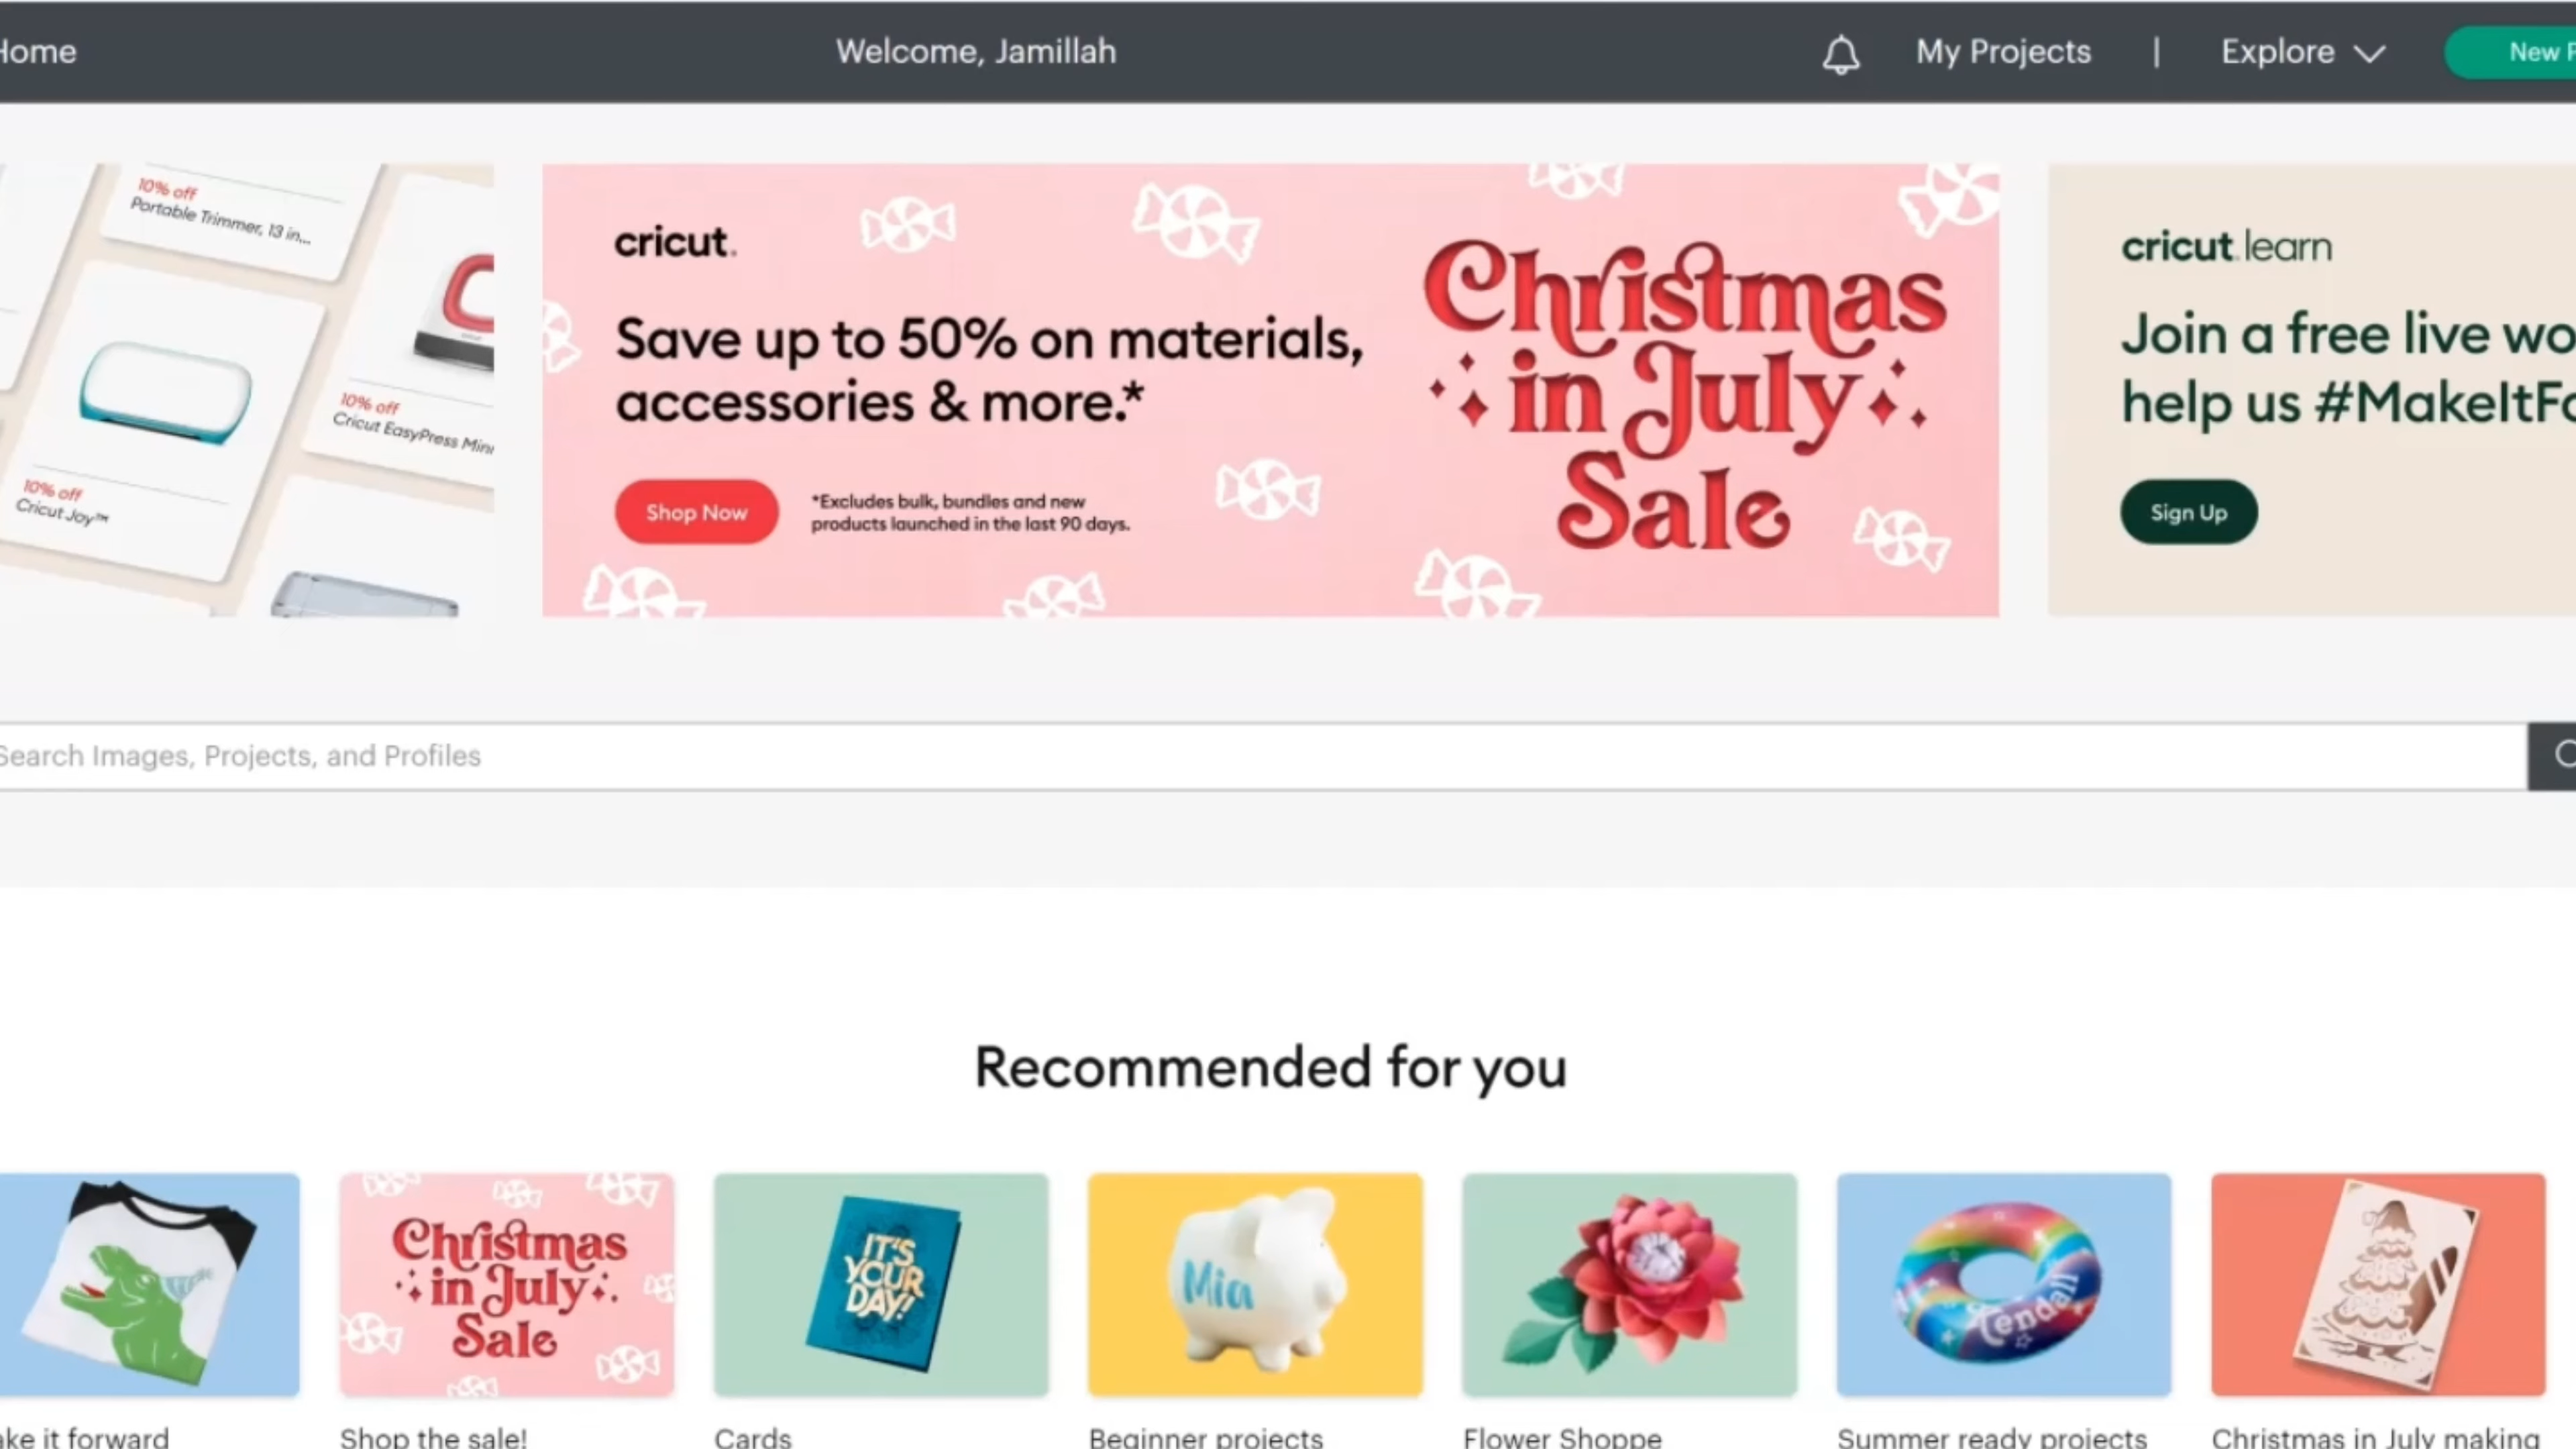 Home
Welcome, Jamillah
My Projects
|
Explore
New
10% off
Portable Trimmer, 13 in...
10% off
Cricut EasyPress Mini
10% off
Cricut Joy™
cricut.
Save up to 50% on materials,
accessories & more.*
Shop Now
*Excludes bulk, bundles and new
products launched in the last 90 days.
Christmas
in July
Sale
cricut.learn
Join a free live wo
help us #MakeItFo
Sign Up
Search Images, Projects, and Profiles
Recommended for you
Christmas
in July
Sale
IT'S
YOUR
DAY!
Mia
Kendall
ake it forward
Shop the sale!
Cards
Beginner projects
Flower Shoppe
Summer ready projects
Christmas in July making